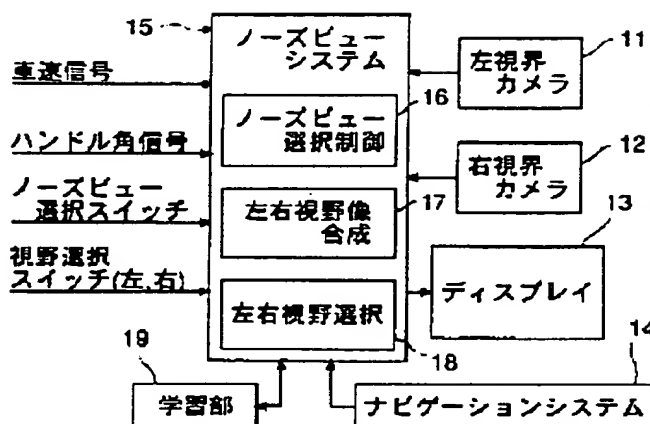 15
ノーズビュー
システム
車速信号
ハンドル角信号
ノーズビュー
選択スイッチ
視野選択
スイッチ(左,右)
16
ノーズビュー
選択制御
17
左右視野像
合成
左右視野選択
18
11
左視界
カメラ
12
右視界
カメラ
13
ディスプレイ
14
ナビゲーションシステム
19
学習部